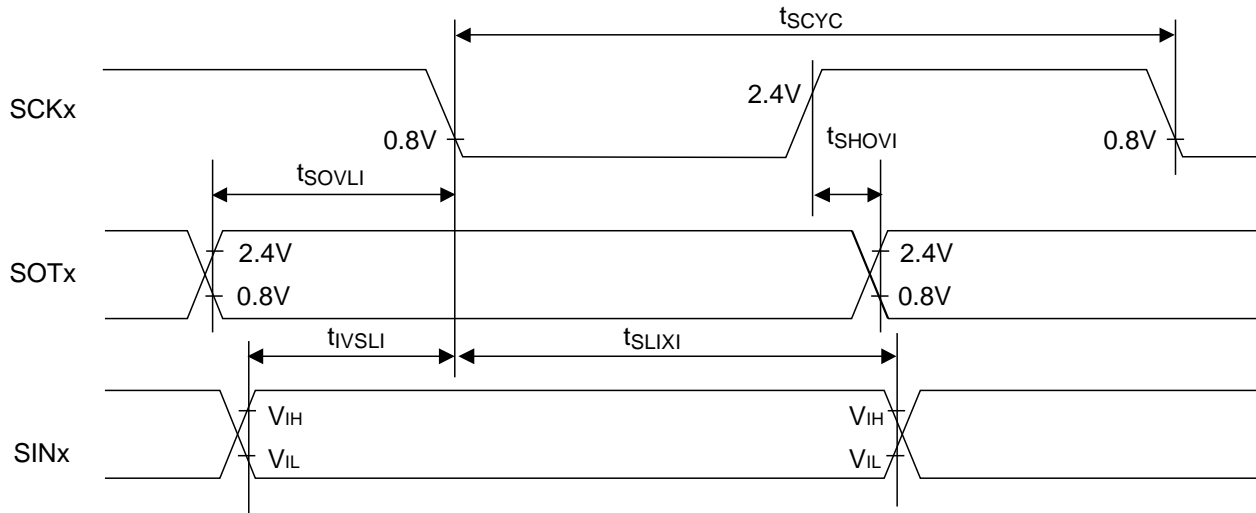 tSCYC
SCKx
2.4V
0.8V
tSHOVI
0.8V
tSOVLI
SOTx
2.4V
0.8V
2.4V
0.8V
tIVSLI
tSLIXI
SINx
VIH
VIL
VIH
VIL